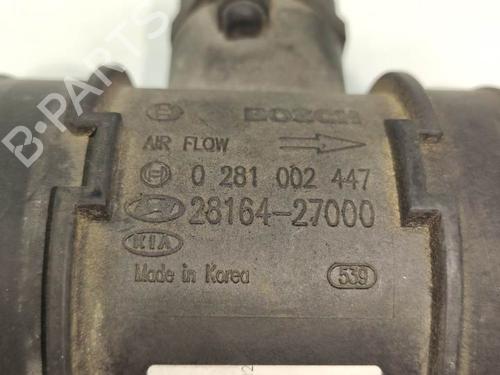 B-PARTS
BOSCH
AIR FLOW
0 281 002 447
28164-27000
KIA
Made in Korea
539